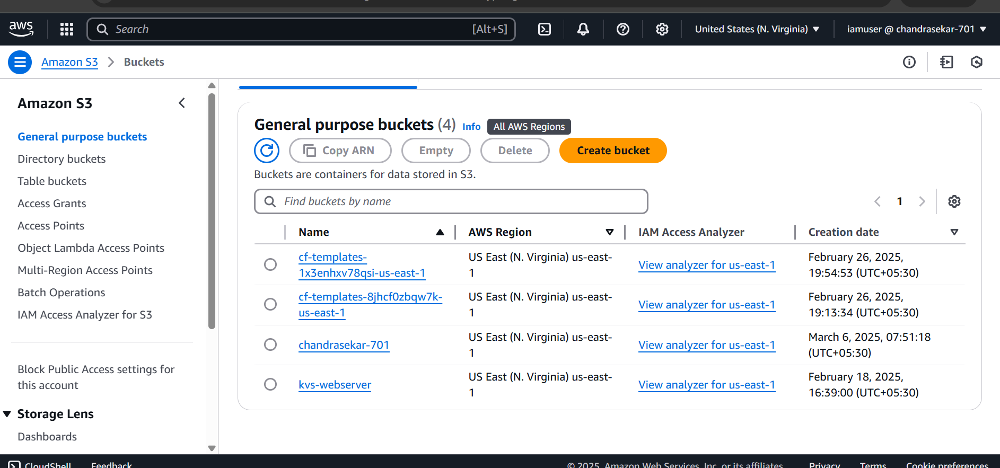 aws
Search
[Alt+S]
United States (N. Virginia)
iamuser @ chandrasekar-701
Amazon S3
Buckets
Amazon S3
General purpose buckets
Directory buckets
Table buckets
Access Grants
Access Points
Object Lambda Access Points
Multi-Region Access Points
Batch Operations
IAM Access Analyzer for S3
Block Public Access settings for
this account
Storage Lens
Dashboards
General purpose buckets (4) Info All AWS Regions
Copy ARN
Empty
Delete
Create bucket
Buckets are containers for data stored in S3.
Find buckets by name
1
Name
AWS Region
IAM Access Analyzer
Creation date
cf-templates-
1x3enhxv78qsi-us-east-1
US East (N. Virginia) us-east-
1
View analyzer for us-east-1
February 26, 2025,
19:54:53 (UTC+05:30)
cf-templates-8jhcf0zbqw7k-
us-east-1
US East (N. Virginia) us-east-
1
View analyzer for us-east-1
February 26, 2025,
19:13:34 (UTC+05:30)
chandrasekar-701
US East (N. Virginia) us-east-
1
View analyzer for us-east-1
March 6, 2025, 07:51:18
(UTC+05:30)
kvs-webserver
US East (N. Virginia) us-east-
1
View analyzer for us-east-1
February 18, 2025,
16:39:00 (UTC+05:30)
CloudShell
Feedback
© 2025, Amazon Web Services, Inc. or its affiliates.
Privacy
Terms
Cookie preferences